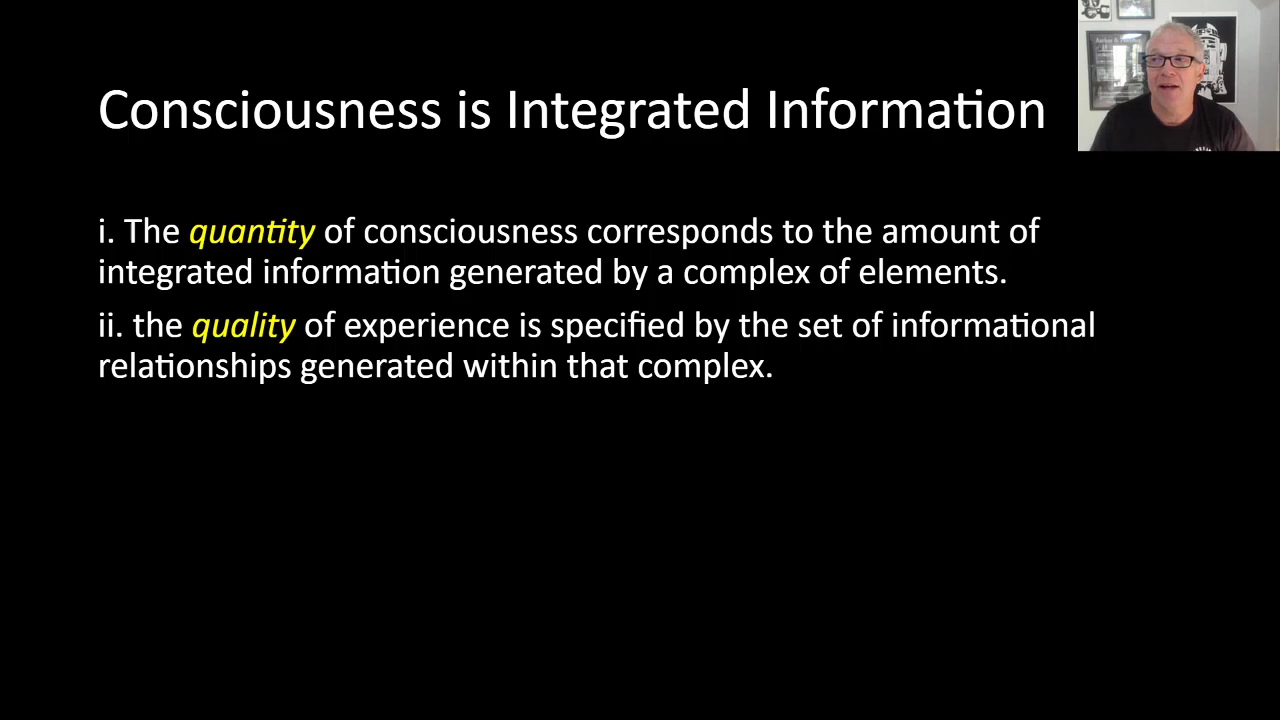 Consciousness is Integrated Information
i. The quantity of consciousness corresponds to the amount of
integrated information generated by a complex of elements.
ii. the quality of experience is specified by the set of informational
relationships generated within that complex.